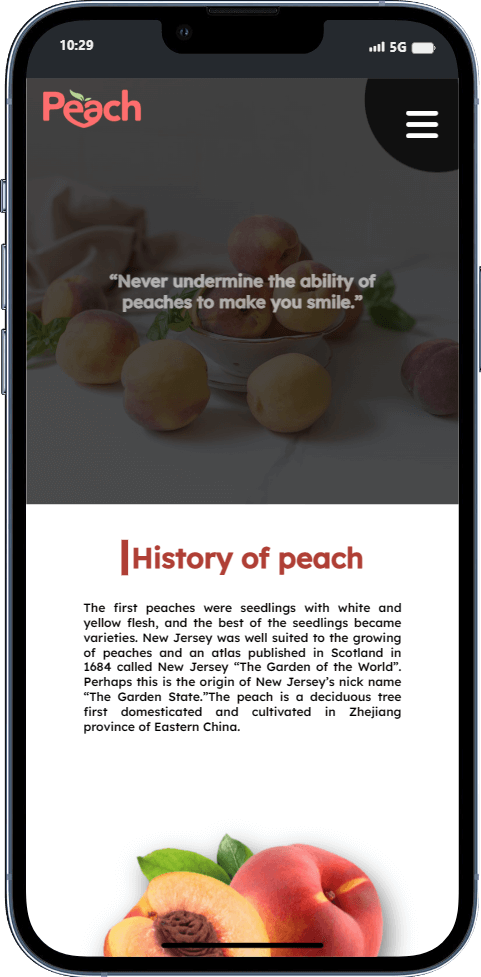 10:29
5G
Peach
“Never undermine the ability of
peaches to make you smile.”
History of peach
The first peaches were seedlings with white and
yellow flesh, and the best of the seedlings became
varieties. New Jersey was well suited to the growing
of peaches and an atlas published in Scotland in
1684 called New Jersey “The Garden of the World”.
Perhaps this is the origin of New Jersey’s nick name
“The Garden State.”The peach is a deciduous tree
first domesticated and cultivated in Zhejiang
province of Eastern China.